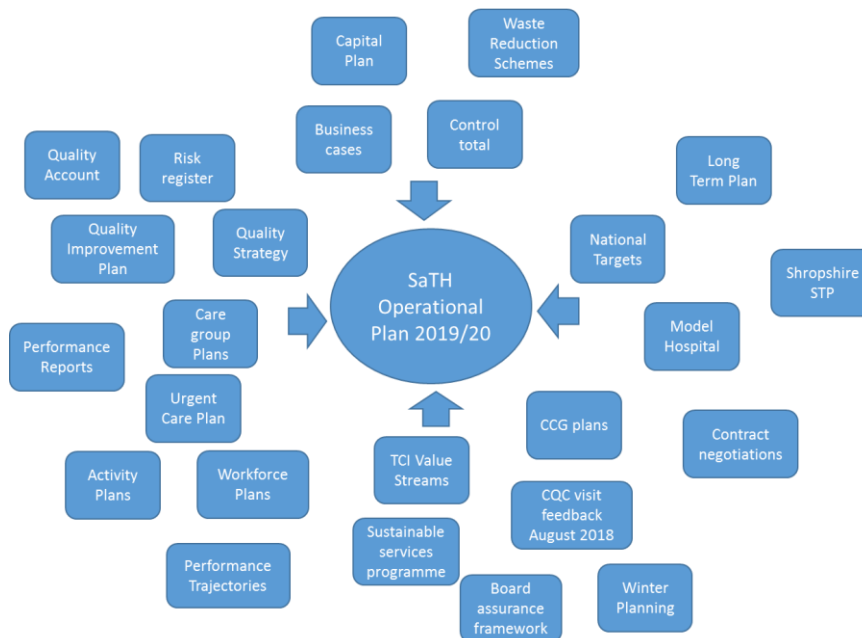 Capital
Plan
Waste
Reduction
Schemes
Business
cases
Control
total
Quality
Account
Risk
register
Long
Term Plan
Quality
Improvement
Plan
Quality
Strategy
National
Targets
SaTH
Operational
Plan 2019/20
Shropshire
STP
Performance
Reports
Care
group
Plans
Model
Hospital
Urgent
Care Plan
CCG plans
Contract
negotiations
Activity
Plans
Workforce
Plans
TCI Value
Streams
CQC visit
feedback
August 2018
Performance
Trajectories
Sustainable
services
programme
Board
assurance
framework
Winter
Planning